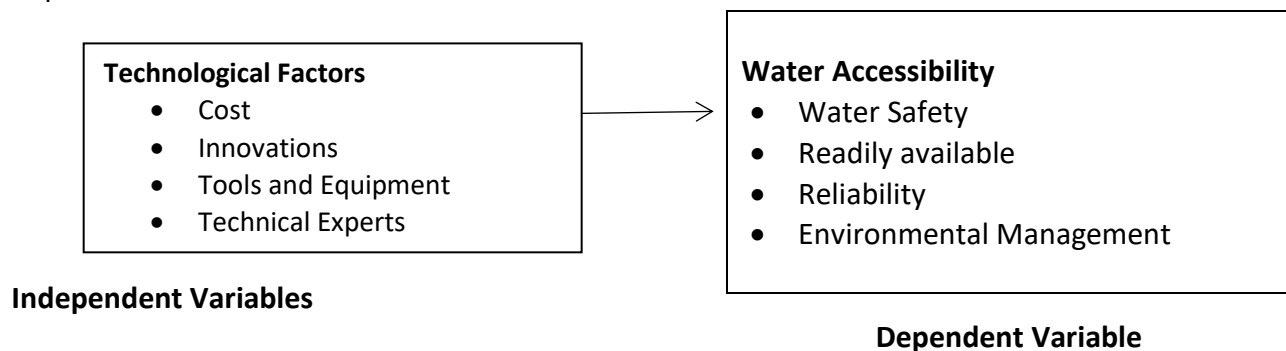 Technological Factors
• Cost
• Innovations
• Tools and Equipment
• Technical Experts
Water Accessibility
• Water Safety
• Readily available
• Reliability
• Environmental Management
Independent Variables
Dependent Variable